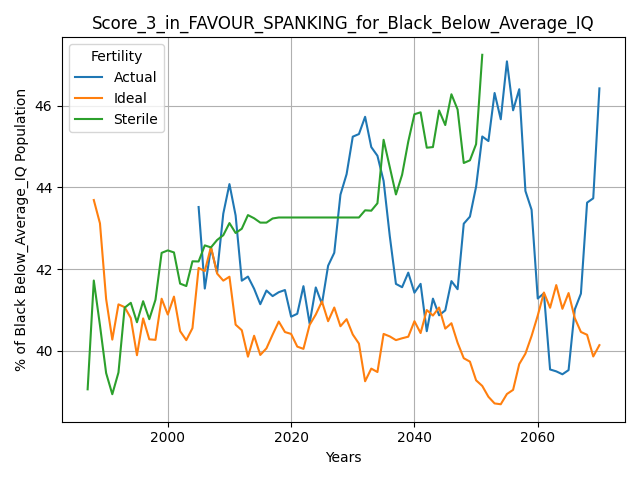 Score_3_in_FAVOUR_SPANKING_for_Black_Below_Average_IQ
Fertility
Actual
Ideal
Sterile
% of Black Below_Average_IQ Population
46
44
42
40
2000
2020
2040
2060
Years